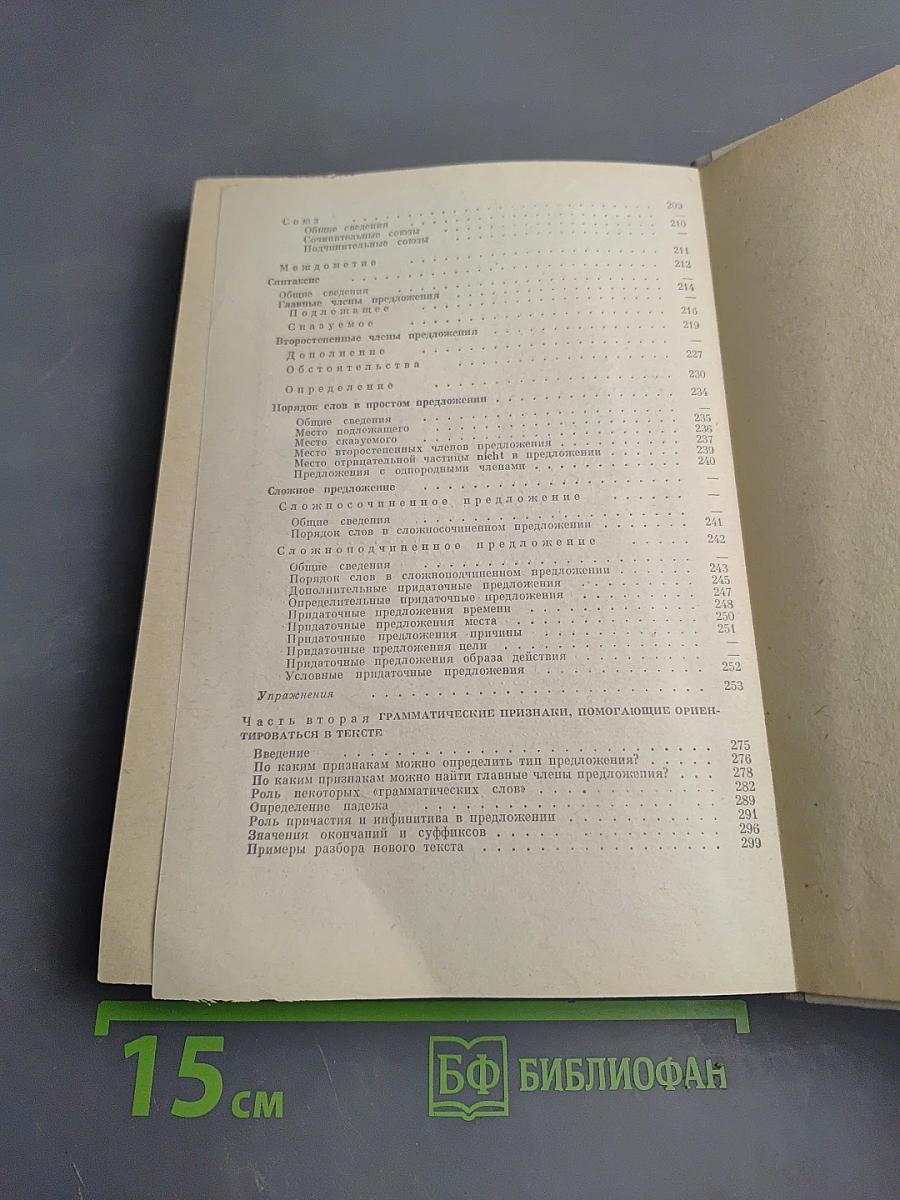 Союз . . . . . . . . . . 209
Общие сведения . . . . . . . . . . —
Сочинительные союзы . . . . . . . . . . 210
Подчинительные союзы . . . . . . . . . . —
Междометие . . . . . . . . . . 211
Синтаксис . . . . . . . . . . 212
Общие сведения . . . . . . . . . . —
Главные члены предложения . . . . . . . . . . 214
Подлежащее . . . . . . . . . . —
Сказуемое . . . . . . . . . . 216
Второстепенные члены предложения . . . . . . . . . . 219
Дополнение . . . . . . . . . . —
Обстоятельства . . . . . . . . . . 227
Определение . . . . . . . . . . 230
Порядок слов в простом предложении . . . . . . . . . . 234
Общие сведения . . . . . . . . . . —
Место подлежащего . . . . . . . . . . 235
Место сказуемого . . . . . . . . . . 236
Место второстепенных членов предложения . . . . . . . . . . 237
Место отрицательной частицы nicht в предложении . . . . . . . . . . 239
Предложения с однородными членами . . . . . . . . . . 240
Сложное предложение . . . . . . . . . . —
Сложносочиненное предложение . . . . . . —
Общие сведения . . . . . . . . . . —
Порядок слов в сложносочиненном предложении . . . . . . . 241
Сложноподчиненное предложение . . . . . 242
Общие сведения . . . . . . . . . . —
Порядок слов в сложноподчиненном предложении . . . . . . 243
Дополнительные придаточные предложения . . . . . . . . . . 245
Определительные придаточные предложения . . . . . . . . . . 247
Придаточные предложения времени . . . . . . . . . . 248
Придаточные предложения места . . . . . . . . . . 250
Придаточные предложения причины . . . . . . . . . . 251
Придаточные предложения цели . . . . . . . . . . —
Придаточные предложения образа действия . . . . . . . . . . —
Условные придаточные предложения . . . . . . . . . . 252
Упражнения . . . . . . . . . . 253
Часть вторая ГРАММАТИЧЕСКИЕ ПРИЗНАКИ, ПОМОГАЮЩИЕ ОРИЕН-
ТИРОВАТЬСЯ В ТЕКСТЕ
Введение . . . . . . . . . . 275
По каким признакам можно определить тип предложения? . . . . . 276
По каким признакам можно найти главные члены предложения? . . . 278
Роль некоторых «грамматических слов» . . . . . . . . . . 282
Определение падежа . . . . . . . . . . 289
Роль причастия и инфинитива в предложении . . . . . . . . . . 291
Значения окончаний и суффиксов . . . . . . . . . . 296
Примеры разбора нового текста . . . . . . . . . . 299
15 см
БФ БИБЛИОФАН